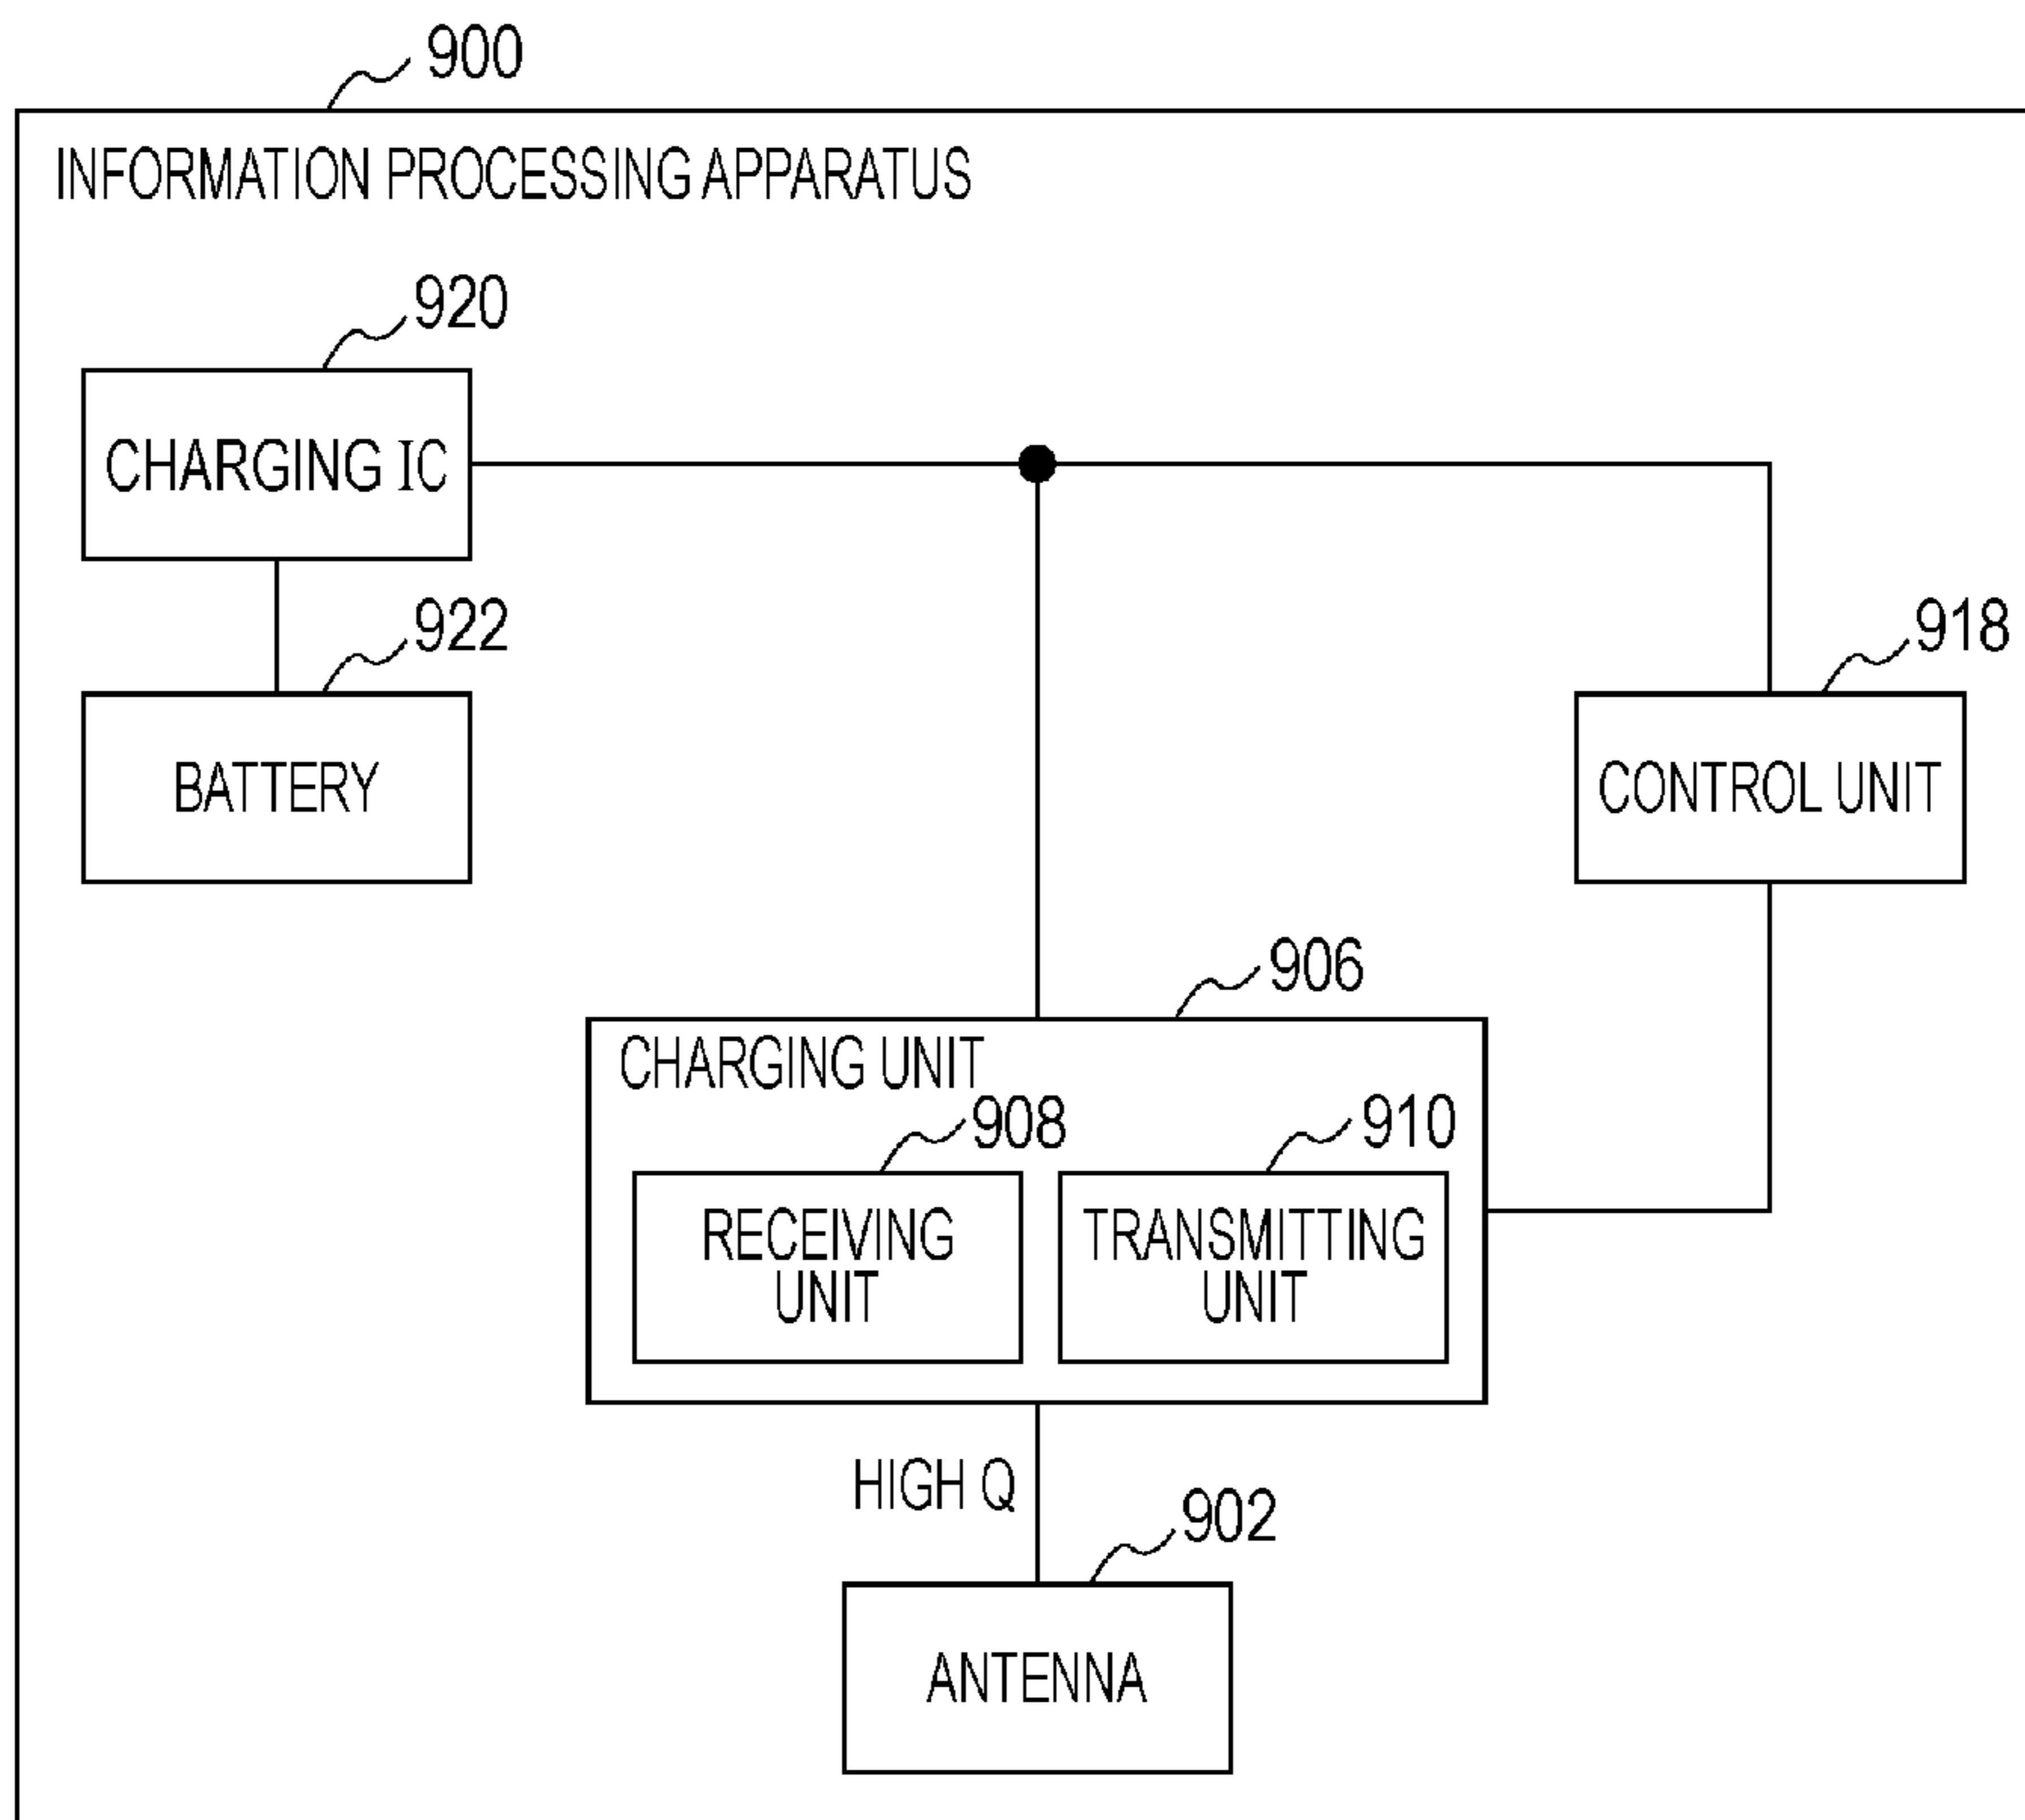 900
INFORMATION PROCESSING APPARATUS
920
CHARGING IC
922
BATTERY
918
CONTROL UNIT
906
CHARGING UNIT
908
910
RECEIVING
UNIT
TRANSMITTING
UNIT
HIGH Q
902
ANTENNA